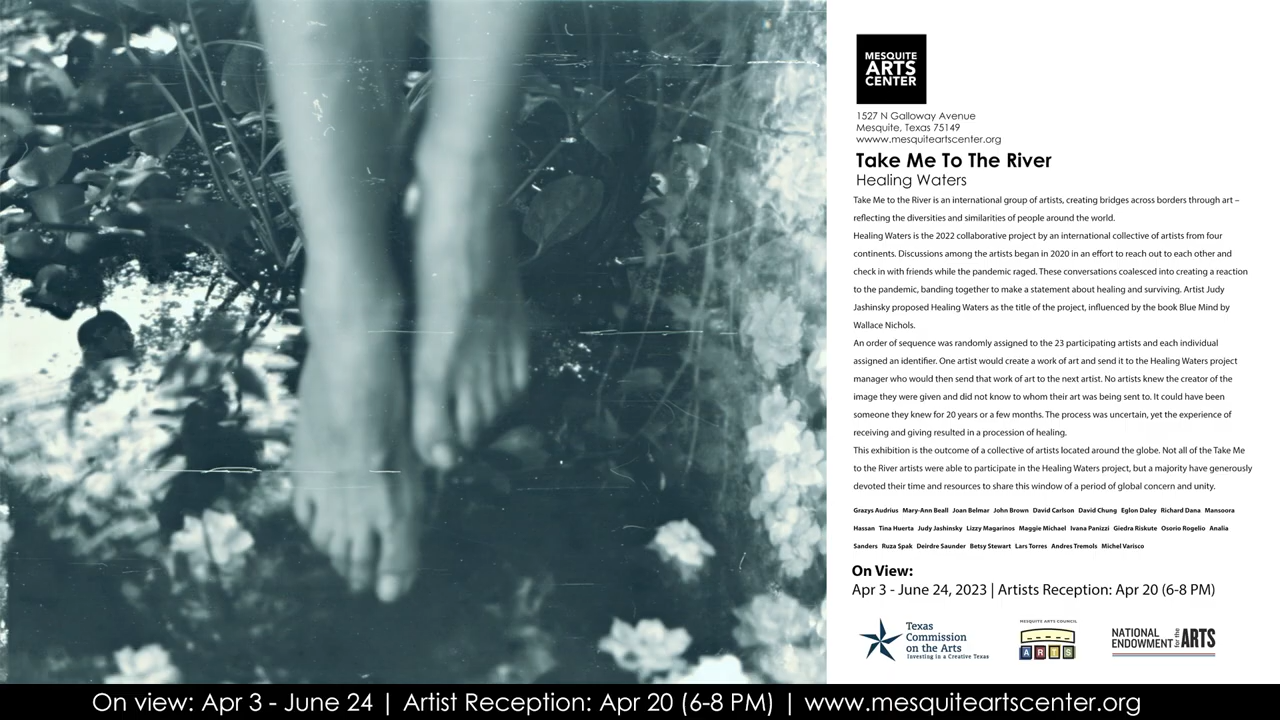 MESQUITE
ARTS
CENTER
1527 N Galloway Avenue
Mesquite, Texas 75149
wwww.mesquiteartscenter.org
Take Me To The River
Healing Waters
Take Me to the River is an international group of artists, creating bridges across borders through art –
reflecting the diversities and similarities of people around the world.
Healing Waters is the 2022 collaborative project by an international collective of artists from four
continents. Discussions among the artists began in 2020 in an effort to reach out to each other and
check in with friends while the pandemic raged. These conversations coalesced into creating a reaction
to the pandemic, banding together to make a statement about healing and surviving. Artist Judy
Jashinsky proposed Healing Waters as the title of the project, influenced by the book Blue Mind by
Wallace Nichols.
An order of sequence was randomly assigned to the 23 participating artists and each individual
assigned an identifier. One artist would create a work of art and send it to the Healing Waters project
manager who would then send that work of art to the next artist. No artists knew the creator of the
image they were given and did not know to whom their art was being sent to. It could have been
someone they knew for 20 years or a few months. The process was uncertain, yet the experience of
receiving and giving resulted in a procession of healing.
This exhibition is the outcome of a collective of artists located around the globe. Not all of the Take Me
to the River artists were able to participate in the Healing Waters project, but a majority have generously
devoted their time and resources to share this window of a period of global concern and unity.
Grazys Audrius Mary-Ann Beall Joan Belmar John Brown David Carlson David Chung Eglon Daley Richard Dana Mansoora
Hassan Tina Huerta Judy Jashinsky Lizzy Magarinos Maggie Michael Ivana Panizzi Giedra Riskute Osorio Rogelio Analia
Sanders Ruza Spak Deirdre Saunder Betsy Stewart Lars Torres Andres Tremols Michel Varisco
On View:
Apr 3 - June 24, 2023 | Artists Reception: Apr 20 (6-8 PM)
Texas
Commission
on the Arts
Investing in a Creative Texas
MESQUITE ARTS COUNCIL
ARTS
NATIONAL
ENDOWMENT for the ARTS
On view: Apr 3 - June 24 | Artist Reception: Apr 20 (6-8 PM) | www.mesquiteartscenter.org